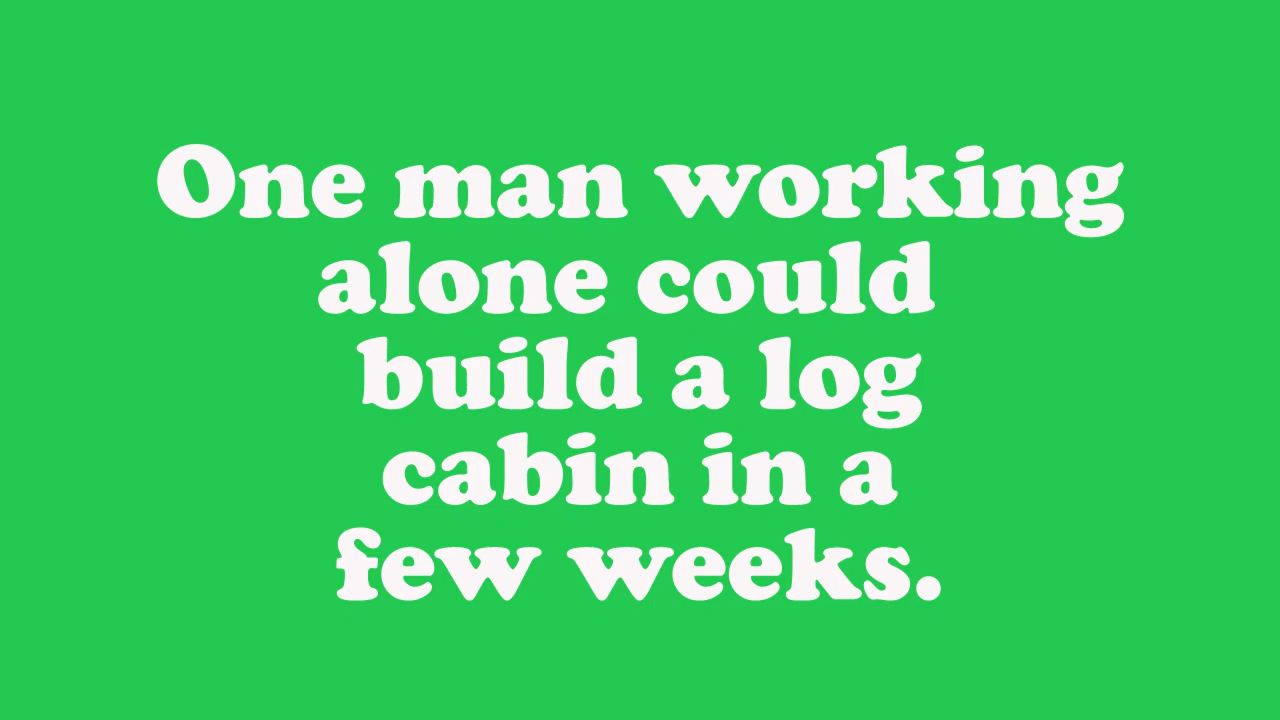 One man working
alone could
build a log
cabin in a
few weeks.